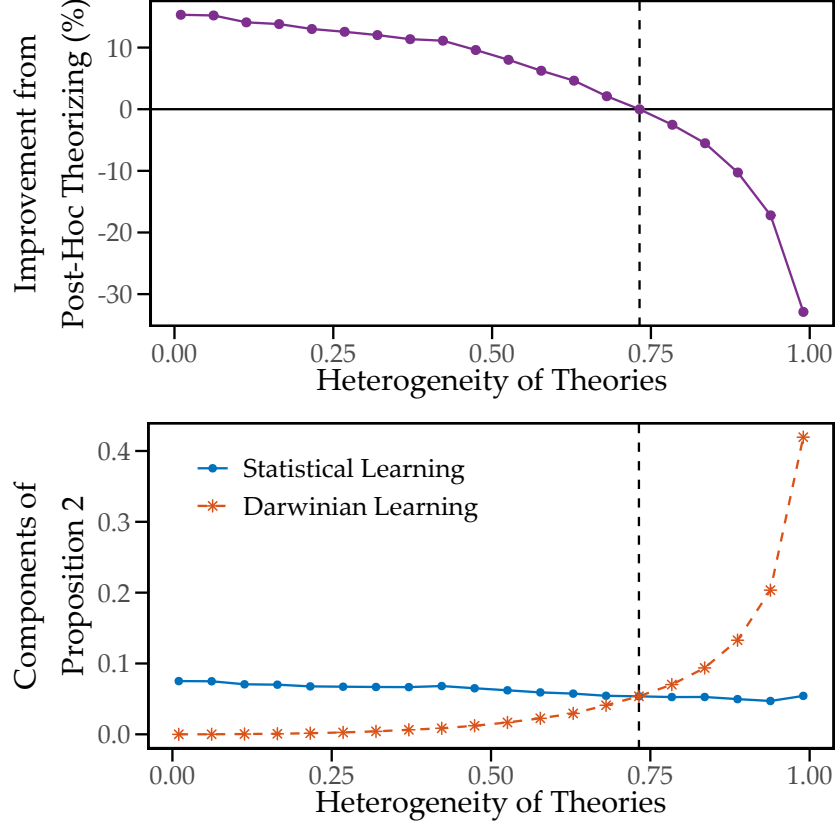 Improvement from
Post-Hoc Theorizing (%)
10
0
-10
-20
-30
0.00 0.25 0.50 0.75 1.00
Heterogeneity of Theories
Components of
Proposition 2
0.4
0.3
0.2
0.1
0.0
Statistical Learning
Darwinian Learning
0.00 0.25 0.50 0.75 1.00
Heterogeneity of Theories